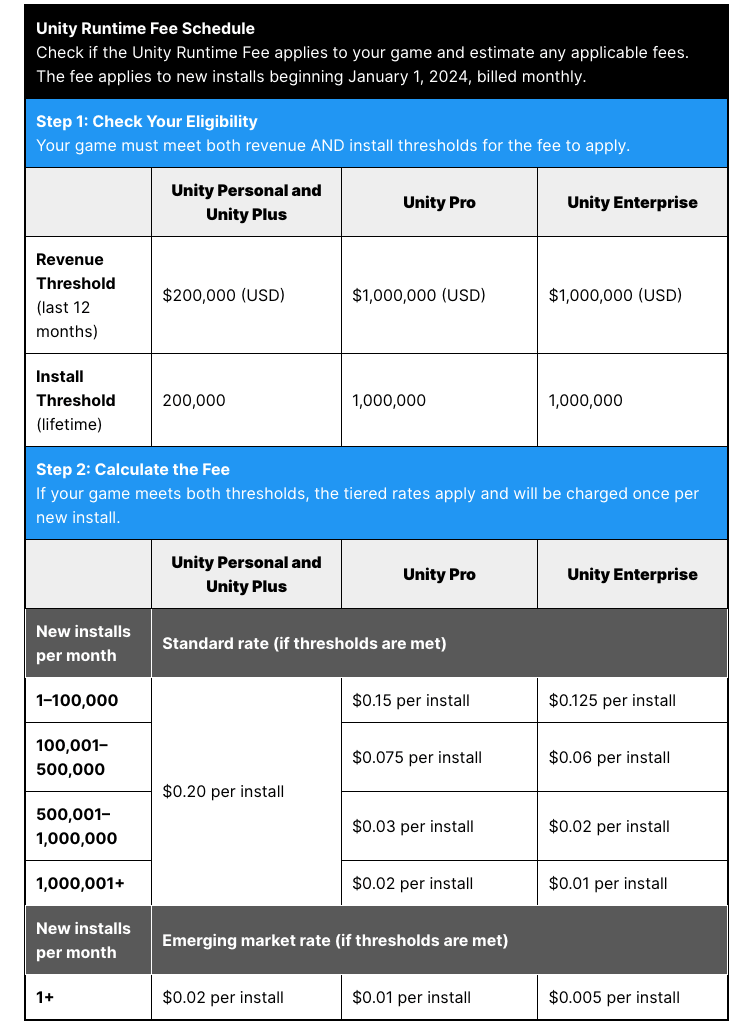 Unity Runtime Fee Schedule
Check if the Unity Runtime Fee applies to your game and estimate any applicable fees.
The fee applies to new installs beginning January 1, 2024, billed monthly.
Step 1: Check Your Eligibility
Your game must meet both revenue AND install thresholds for the fee to apply.
Unity Personal and
Unity Plus
Unity Pro
Unity Enterprise
Revenue
Threshold
(last 12
months)
$200,000 (USD)
$1,000,000 (USD)
$1,000,000 (USD)
Install
Threshold
(lifetime)
200,000
1,000,000
1,000,000
Step 2: Calculate the Fee
If your game meets both thresholds, the tiered rates apply and will be charged once per
new install.
Unity Personal and
Unity Plus
Unity Pro
Unity Enterprise
New installs
per month
Standard rate (if thresholds are met)
1–100,000
$0.20 per install
$0.15 per install
$0.125 per install
100,001–
500,000
$0.075 per install
$0.06 per install
500,001–
1,000,000
$0.03 per install
$0.02 per install
1,000,001+
$0.02 per install
$0.01 per install
New installs
per month
Emerging market rate (if thresholds are met)
1+
$0.02 per install
$0.01 per install
$0.005 per install